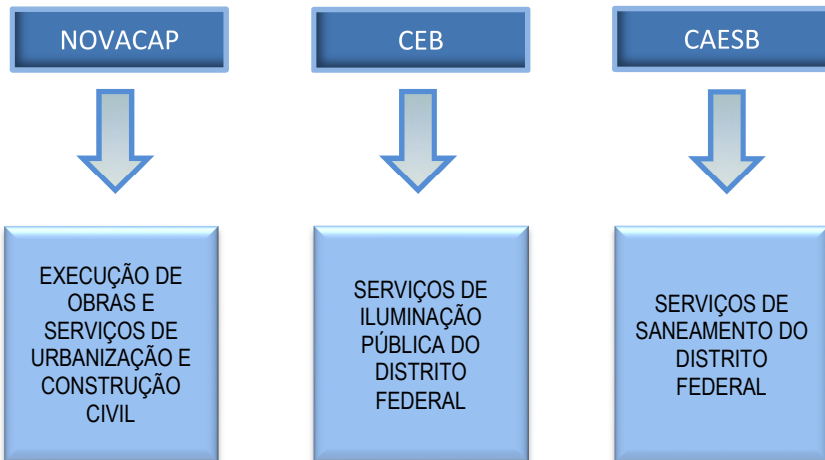 NOVACAP
CEB
CAESB
EXECUÇÃO DE
OBRAS E
SERVIÇOS DE
URBANIZAÇÃO E
CONSTRUÇÃO
CIVIL
SERVIÇOS DE
ILUMINAÇÃO
PÚBLICA DO
DISTRITO
FEDERAL
SERVIÇOS DE
SANEAMENTO DO
DISTRITO
FEDERAL